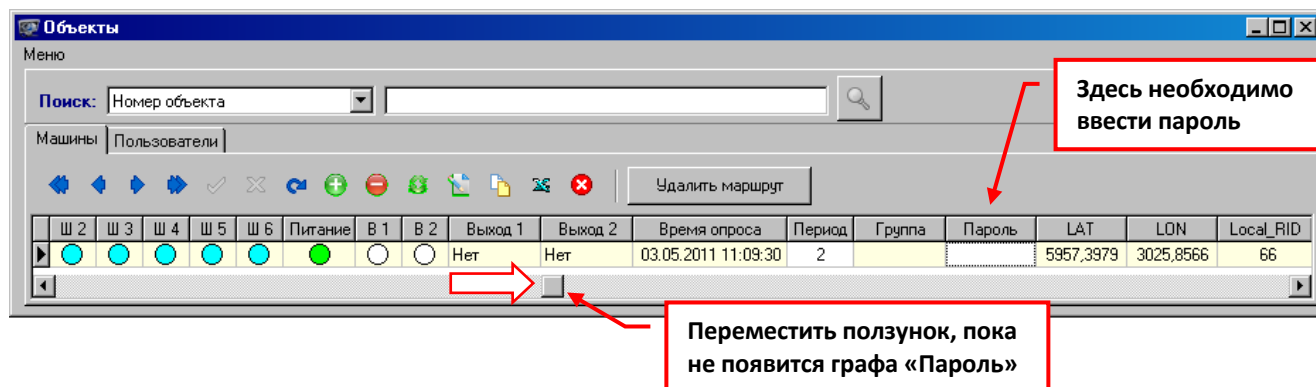 Объекты
Меню
Поиск: Номер объекта
Здесь необходимо
ввести пароль
Машины Пользователи
Удалить маршрут
Ш 2 Ш 3 Ш 4 Ш 5 Ш 6 Питание В 1 В 2 Выход 1 Выход 2 Время опроса Период Группа Пароль LAT LON Local_RID
Нет Нет 03.05.2011 11:09:30 2 5957,3979 3025,8566 66
Переместить ползунок, пока
не появится графа «Пароль»